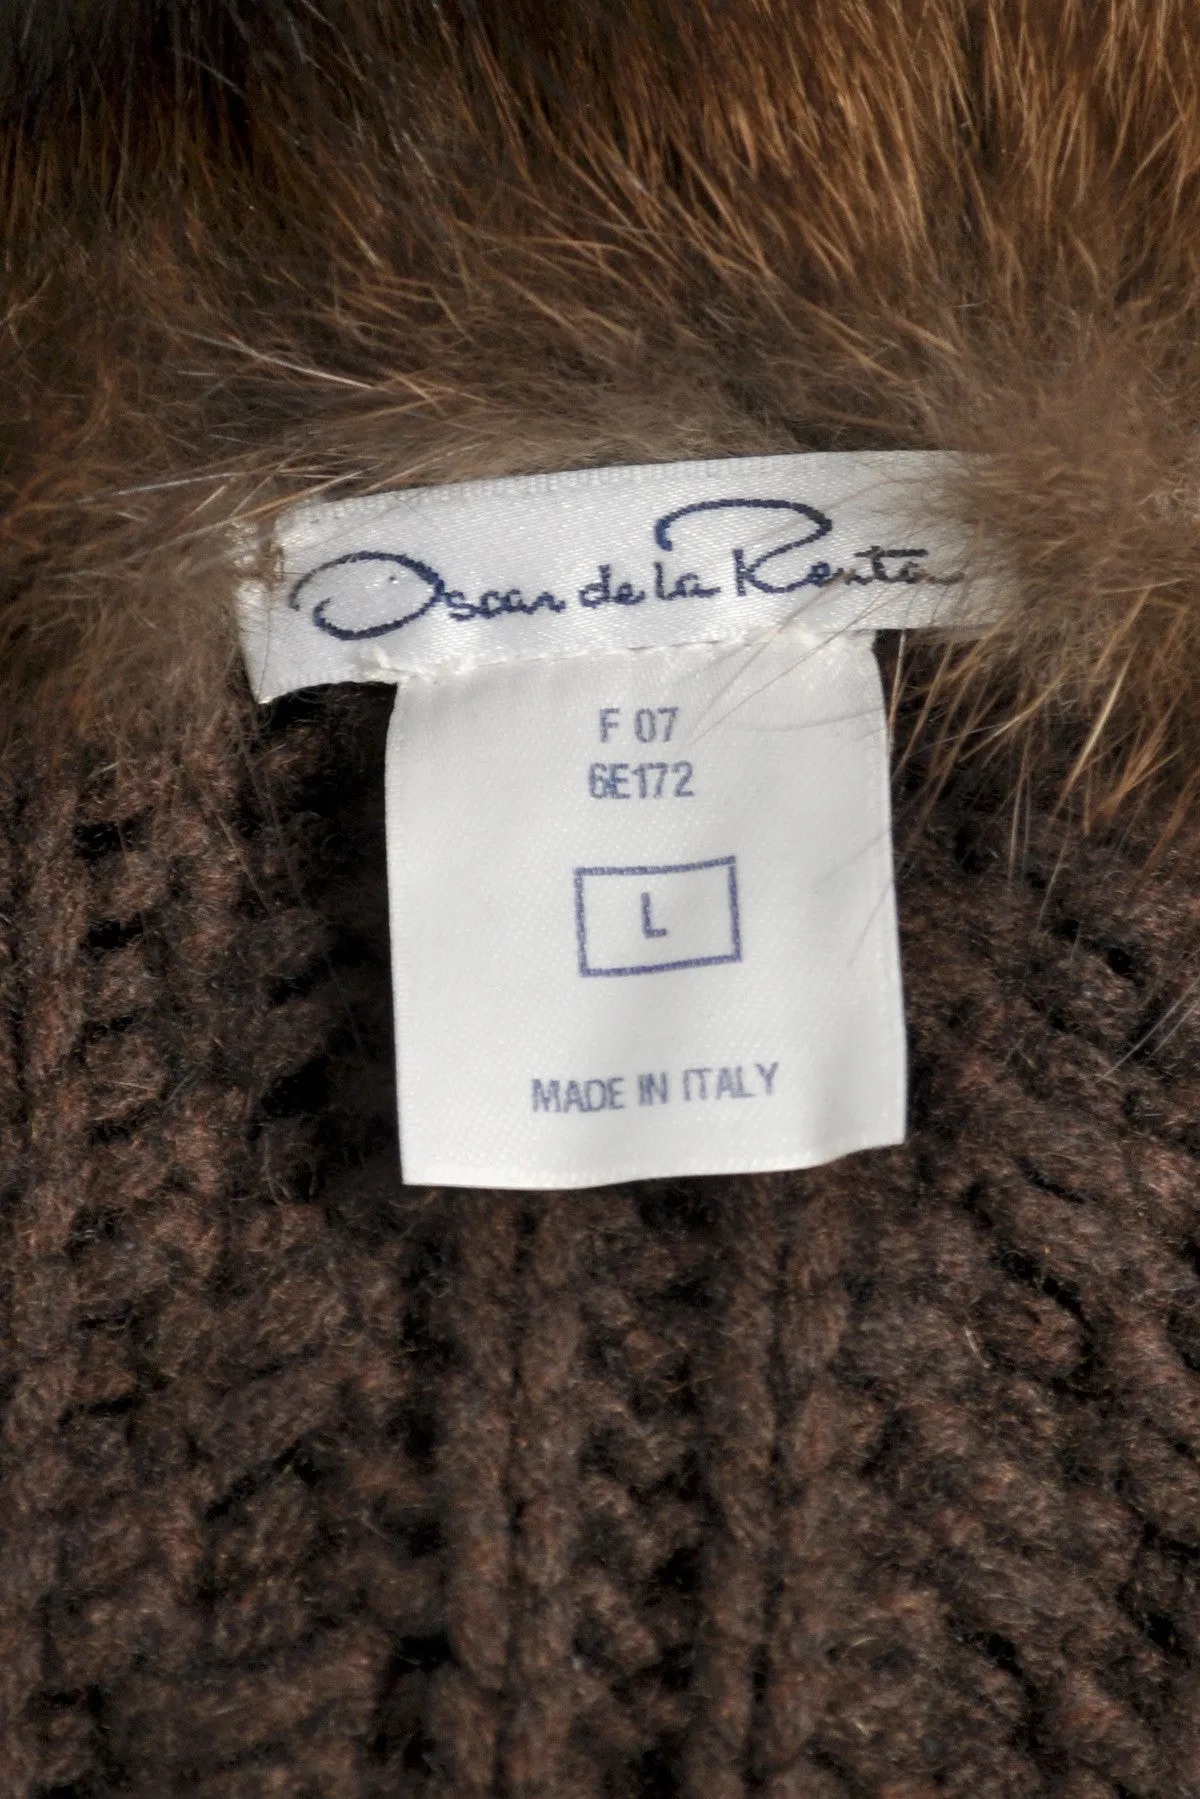 Oscar de la Renta
F 07
6E172
L
MADE IN ITALY